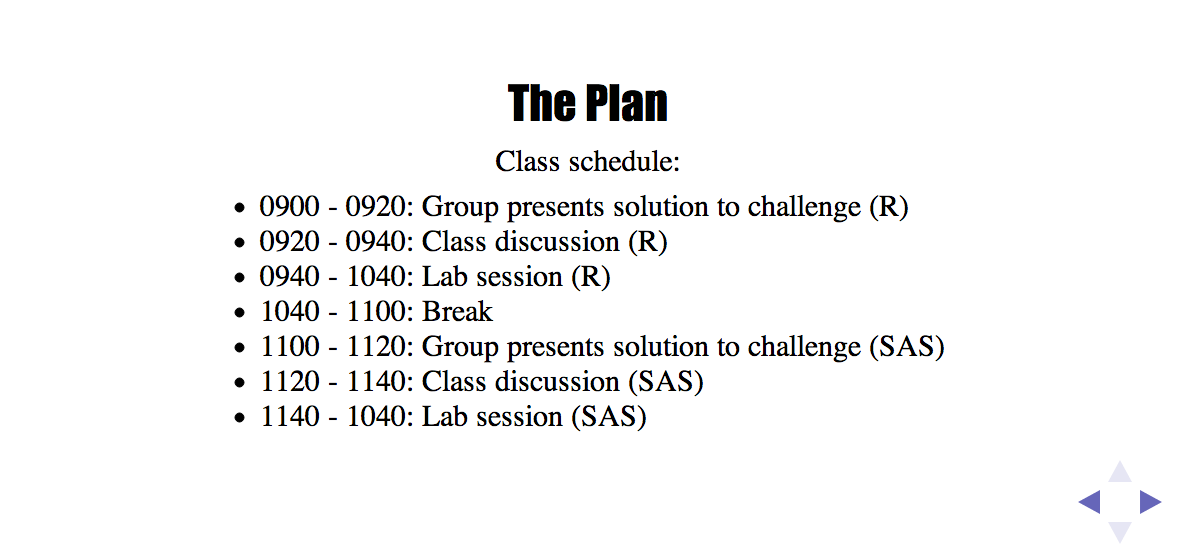 The Plan
Class schedule:
• 0900 - 0920: Group presents solution to challenge (R)
• 0920 - 0940: Class discussion (R)
• 0940 - 1040: Lab session (R)
• 1040 - 1100: Break
• 1100 - 1120: Group presents solution to challenge (SAS)
• 1120 - 1140: Class discussion (SAS)
• 1140 - 1040: Lab session (SAS)